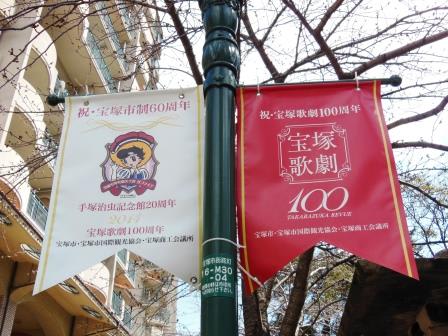 祝・宝塚市制60周年
手塚治虫記念館20周年
2014
宝塚歌劇100周年
宝塚市・宝塚市国際観光協会・宝塚商工会議所
祝・宝塚歌劇100周年
宝塚
歌劇
100
TAKARAZUKA REVUE
宝塚市・宝塚市国際観光協会・宝塚商工会議所
16-M30
-04